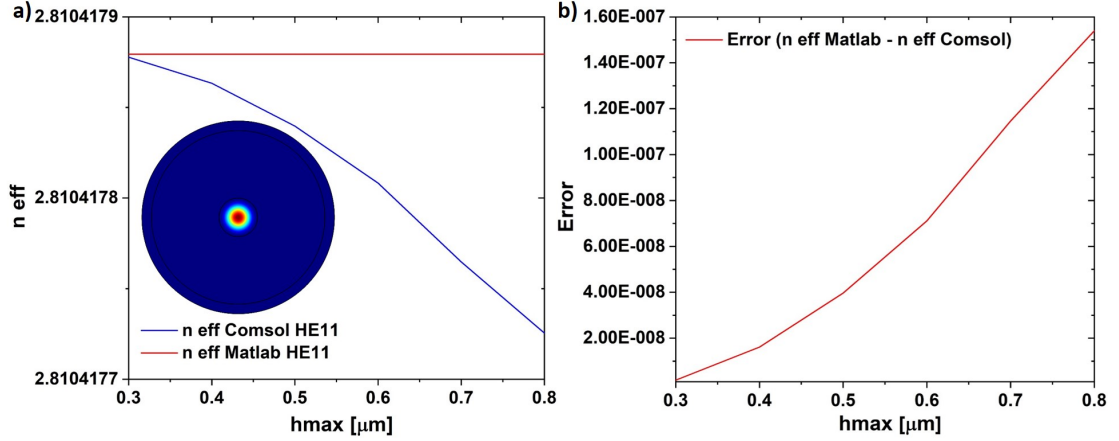 a)
2.8104179
2.8104178
2.8104177
n eff
n eff Comsol HE11
n eff Matlab HE11
0.3 0.4 0.5 0.6 0.7 0.8
hmax [μm]
b)
1.60E-007
1.40E-007
1.20E-007
1.00E-007
8.00E-008
6.00E-008
4.00E-008
2.00E-008
Error
Error (n eff Matlab - n eff Comsol)
0.3 0.4 0.5 0.6 0.7 0.8
hmax [μm]